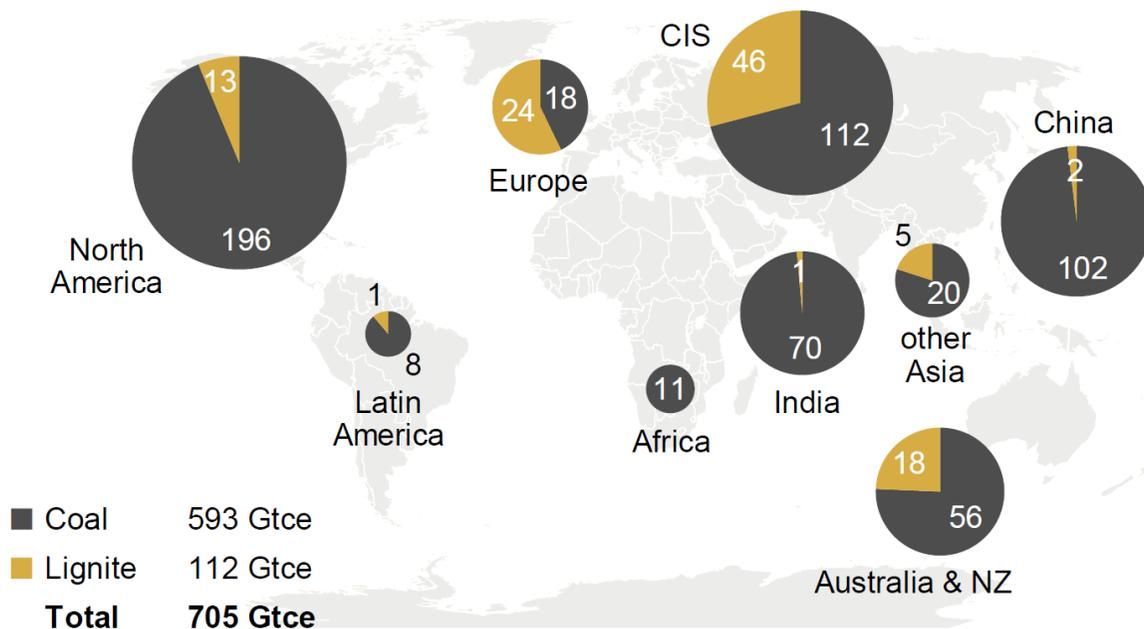 CIS
46
112
13
196
North
America
24
18
Europe
China
2
102
5
20
other
Asia
1
70
India
1
8
Latin
America
11
Africa
18
56
Australia & NZ
Coal 593 Gtce
Lignite 112 Gtce
Total 705 Gtce